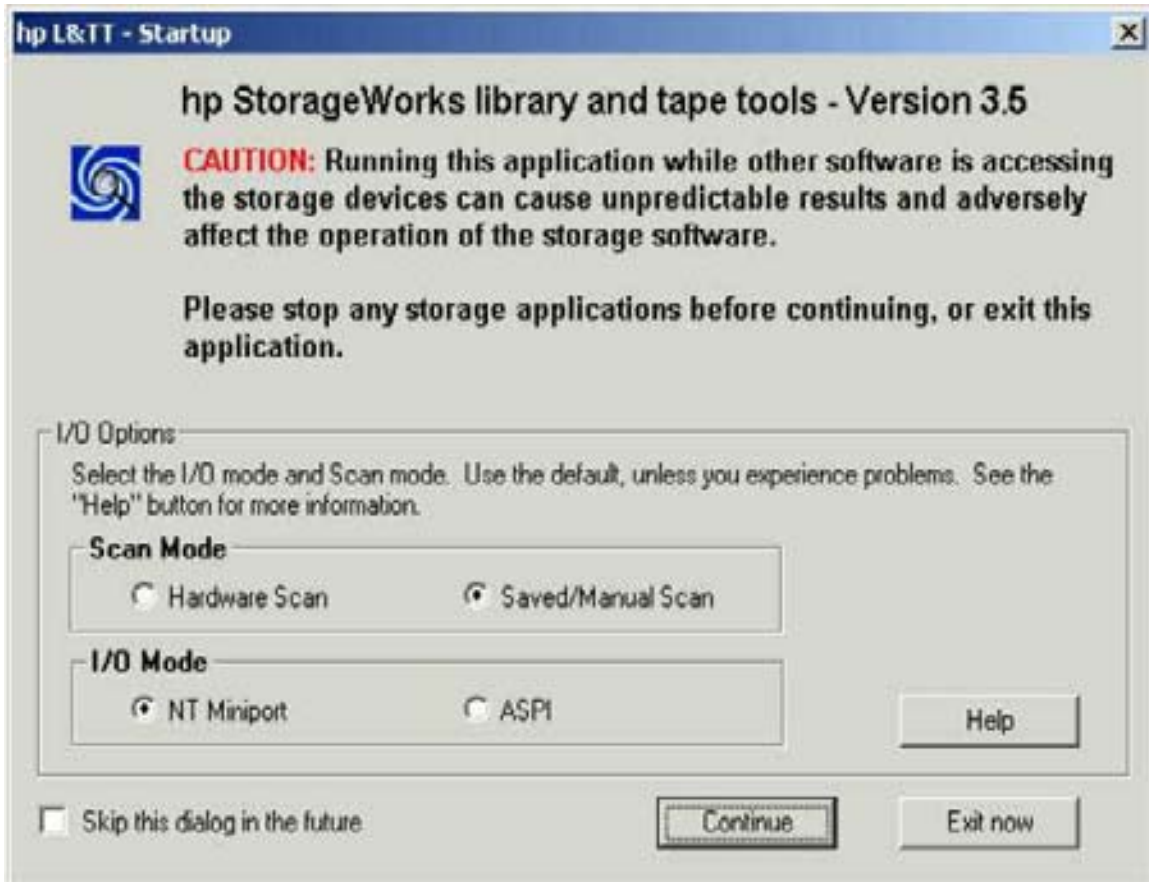 hp L&TT - Startup
hp StorageWorks library and tape tools - Version 3.5
CAUTION: Running this application while other software is accessing
the storage devices can cause unpredictable results and adversely
affect the operation of the storage software.
Please stop any storage applications before continuing, or exit this
application.
I/O Options
Select the I/O mode and Scan mode. Use the default, unless you experience problems. See the
"Help" button for more information.
Scan Mode
Hardware Scan
Saved/Manual Scan
I/O Mode
NT Miniport
ASPI
Help
Skip this dialog in the future
Continue
Exit now